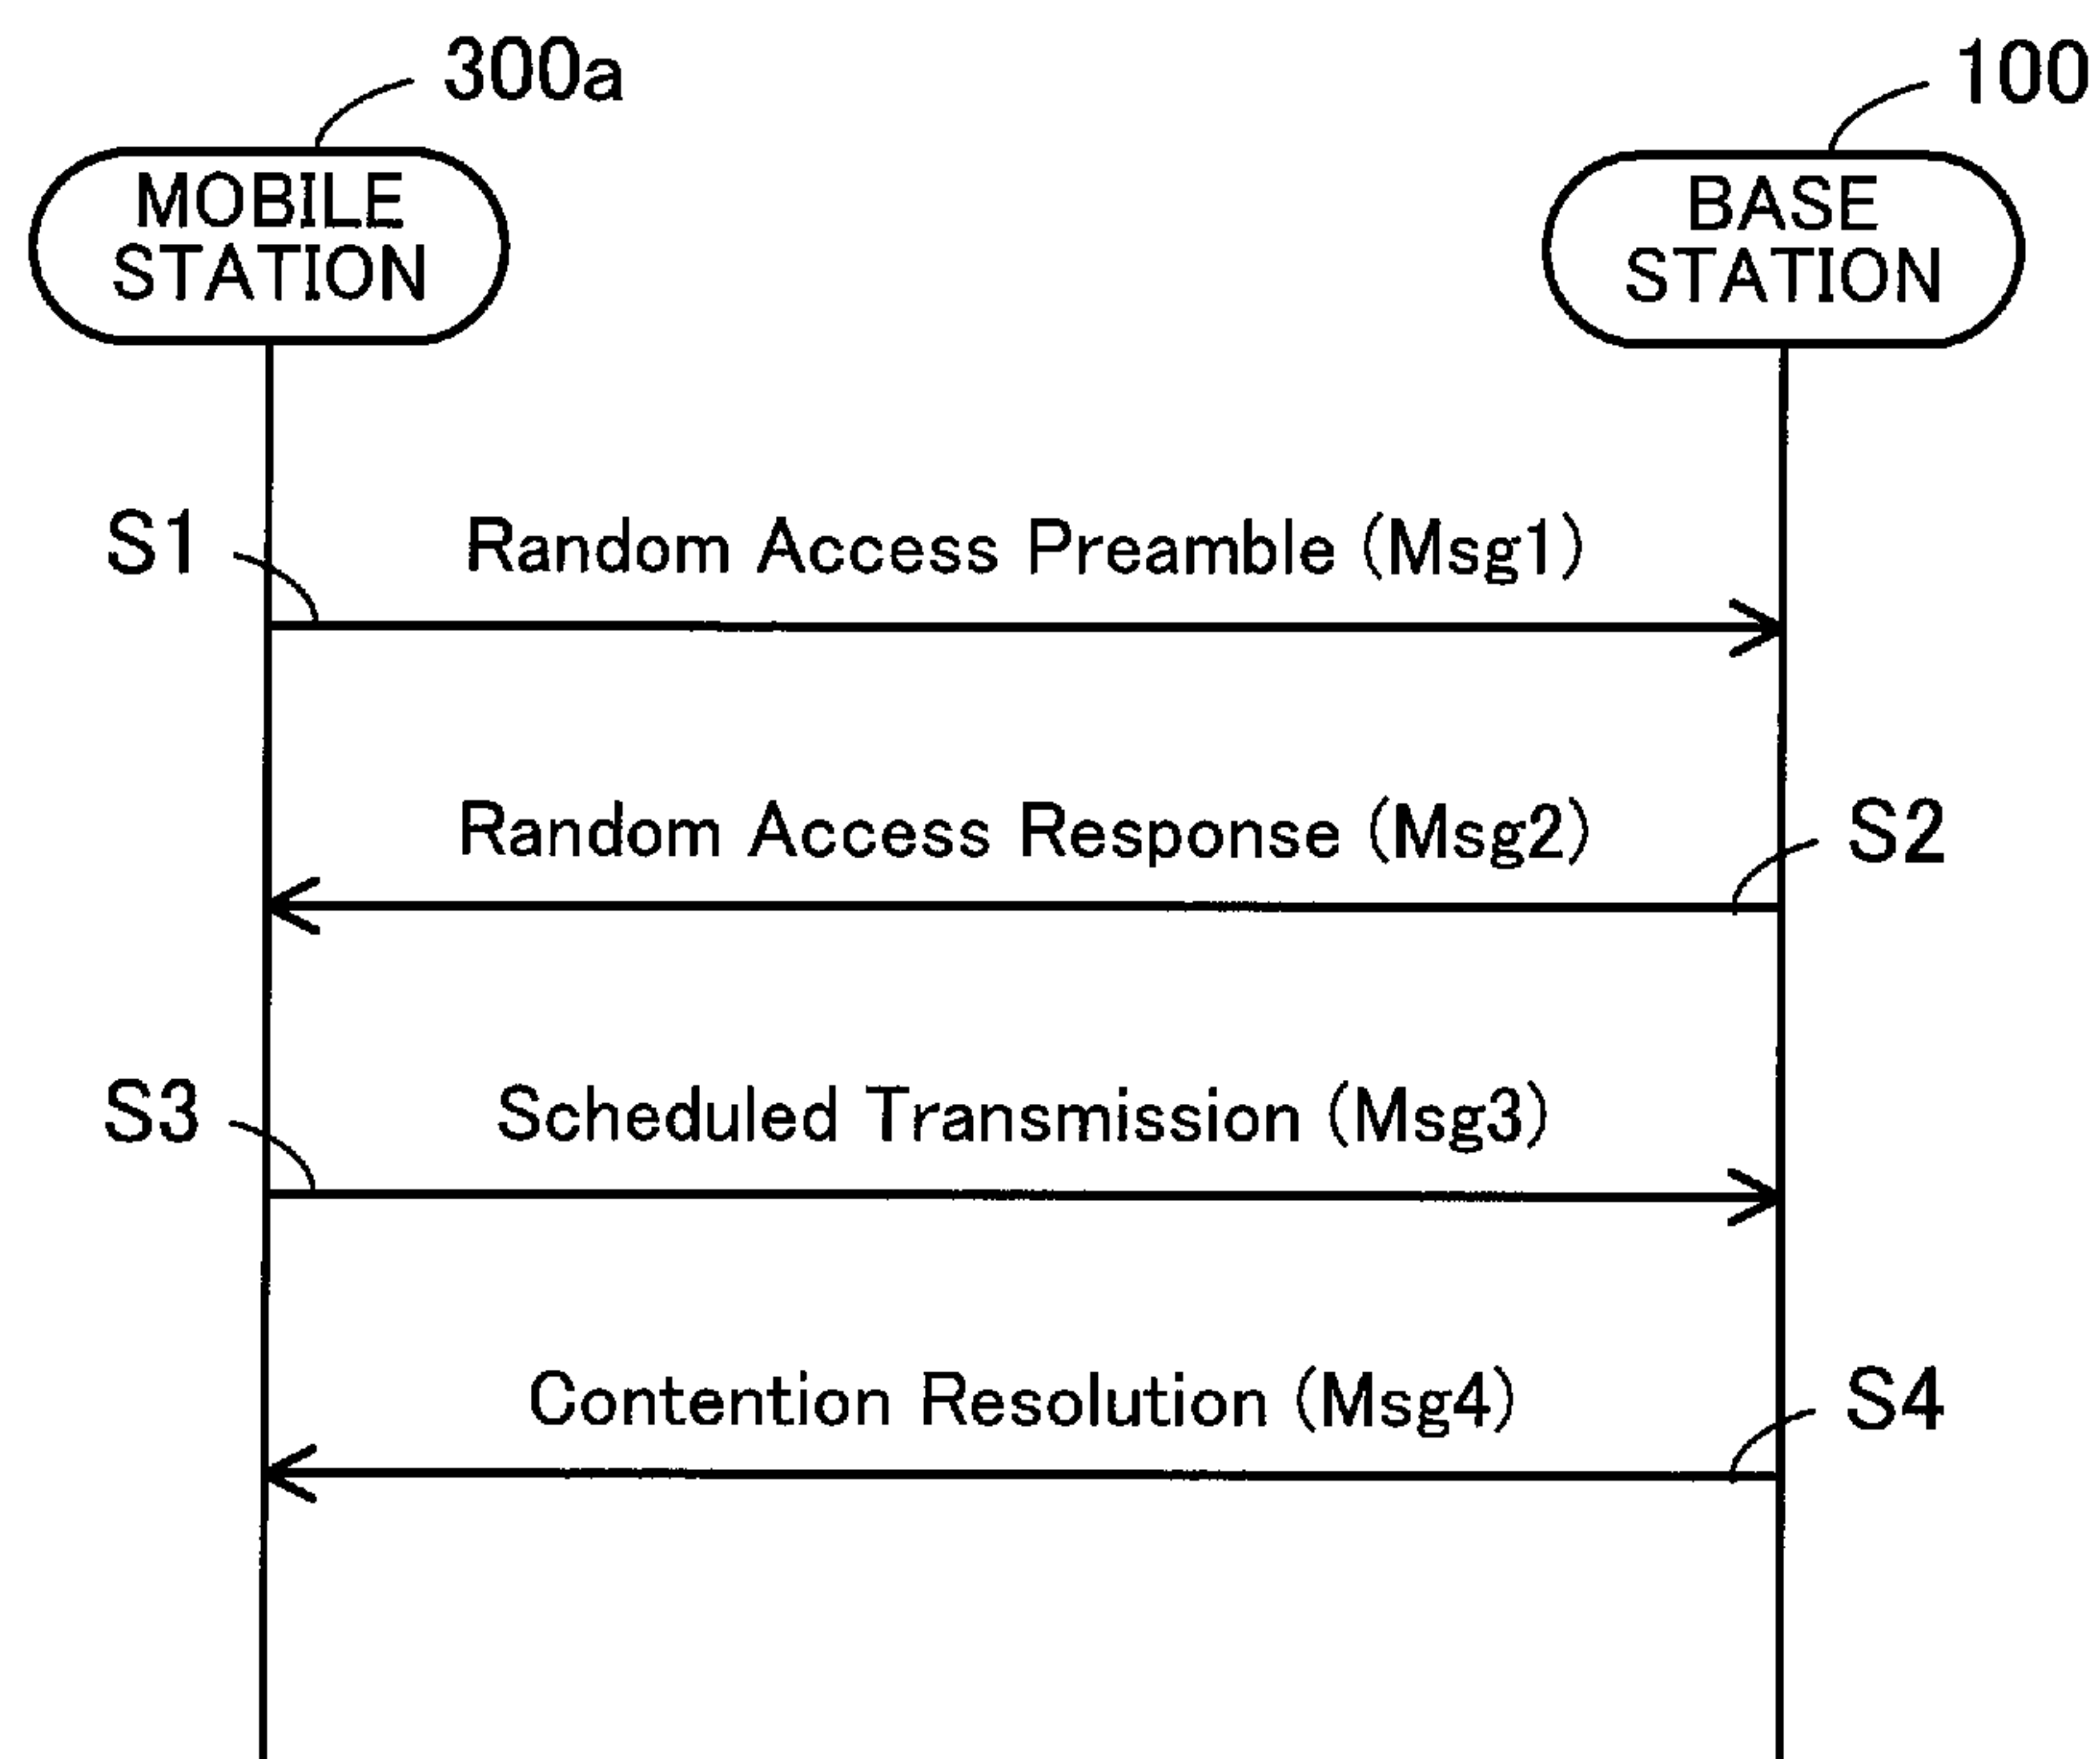 300a
100
MOBILE
STATION
BASE
STATION
S1
Random Access Preamble (Msg1)
Random Access Response (Msg2)
S2
S3
Scheduled Transmission (Msg3)
Contention Resolution (Msg4)
S4